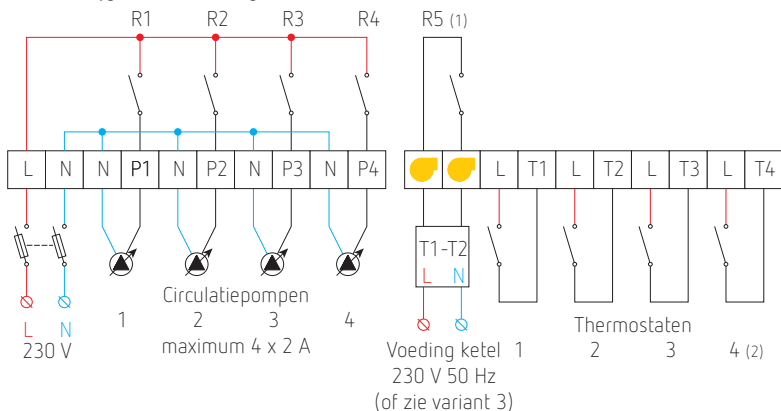 R1 R2 R3 R4 R5 (1)
L N N P1 N P2 N P3 N P4 L T1 L T2 L T3 L T4
T1-T2
L N
Circulatiepompen
L N 1 2 3 4
230 V
maximum 4 x 2 A
Voeding ketel
230 V 50 Hz
(of zie variant 3)
Thermostaten
1 2 3 4 (2)